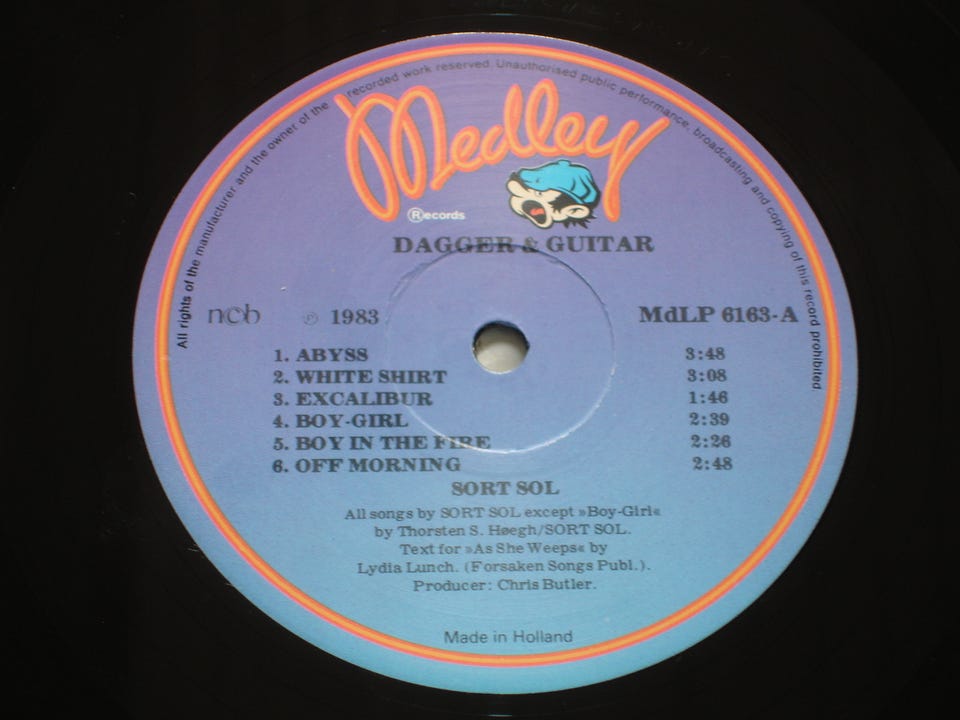 All rights of the manufacturer and the owner of the recorded work reserved. Unauthorised public performance, broadcasting and copying of this record prohibited.
Medley
Records
DAGGER & GUITAR
ncb ℗ 1983 MdLP 6163-A
1. ABYSS 3:48
2. WHITE SHIRT 3:08
3. EXCALIBUR 1:46
4. BOY-GIRL 2:39
5. BOY IN THE FIRE 2:26
6. OFF MORNING 2:48
SORT SOL
All songs by SORT SOL except »Boy-Girl«
by Thorsten S. Høegh/SORT SOL.
Text for »As She Weeps« by
Lydia Lunch. (Forsaken Songs Publ.).
Producer: Chris Butler.
Made in Holland